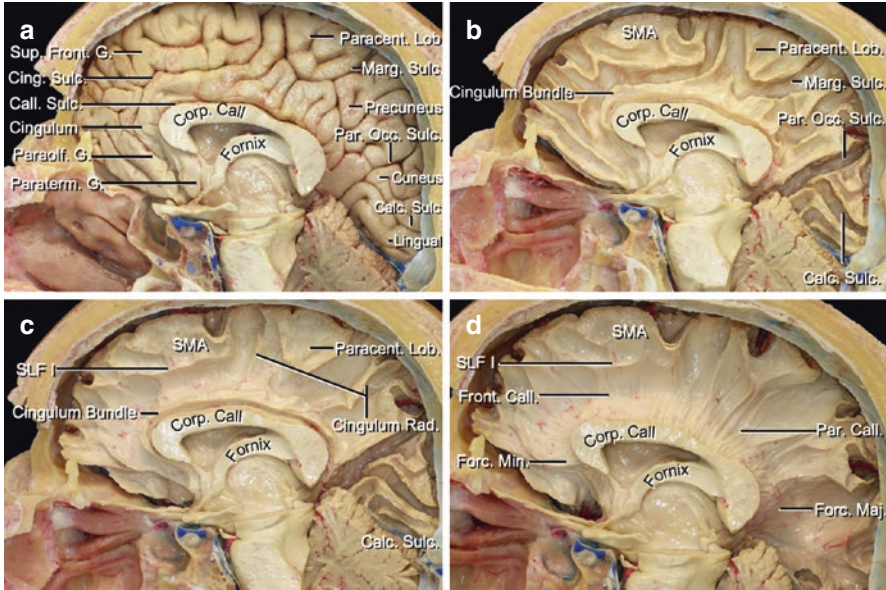 a
Sup. Front. G.
Cing. Sulc.
Call. Sulc.
Cingulum
Paraolf. G.
Paraterm. G.
Corp. Call
Fornix
Paracent. Lob
Marg. Sulc
Precuneus
Par. Occ. Sulc.
Cuneus
Calc. Sulc
Lingual
b
SMA
Cingulum Bundle
Corp. Call
Fornix
Paracent. Lob.
Marg. Sulc.
Par. Occ. Sulc.
Calc. Sulc.
c
SMA
SLF I
Cingulum Bundle
Corp. Call
Fornix
Paracent. Lob.
Cingulum Rad.
Calc. Sulc.
d
SMA
SLF I
Front. Call.
Corp. Call
Forc. Min.
Fornix
Par. Call.
Forc. Maj.